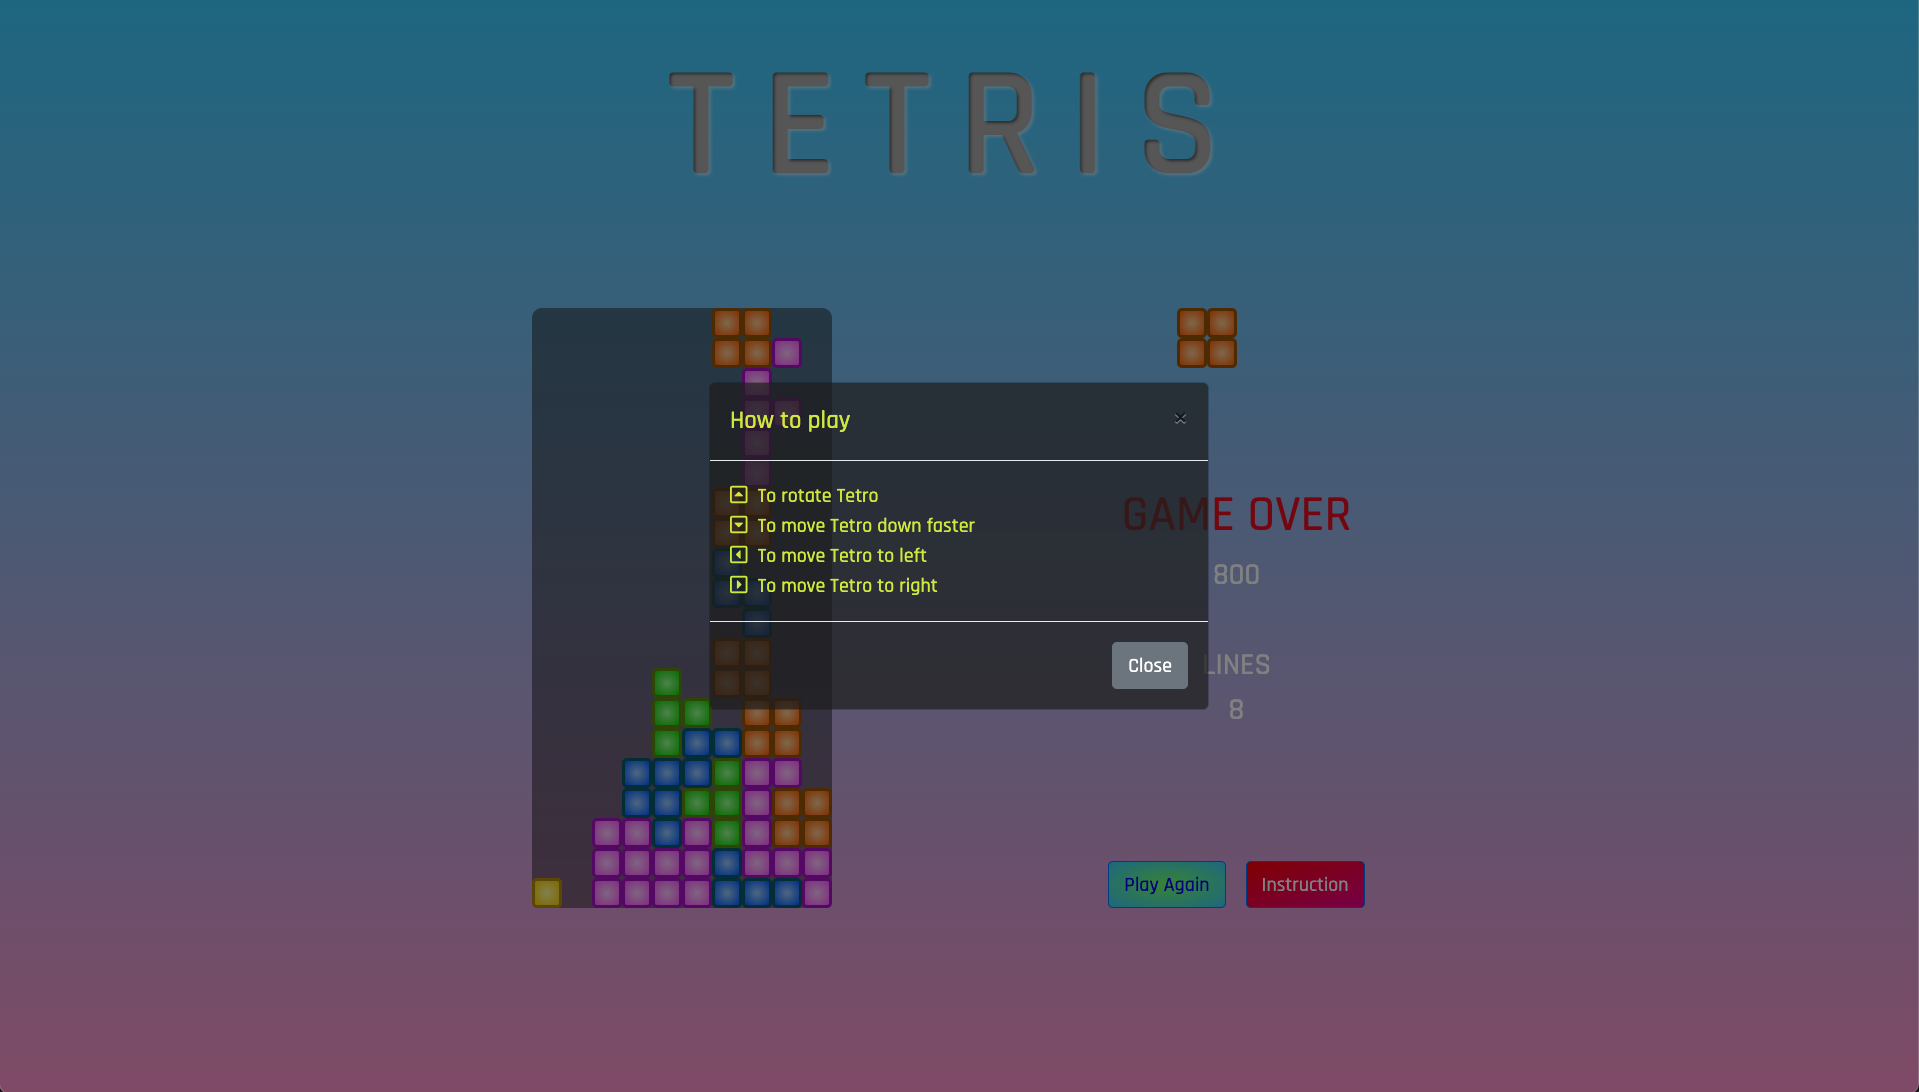 TETRIS
How to play
×
To rotate Tetro
To move Tetro down faster
To move Tetro to left
To move Tetro to right
Close
GAME OVER
800
LINES
8
Play Again
Instruction